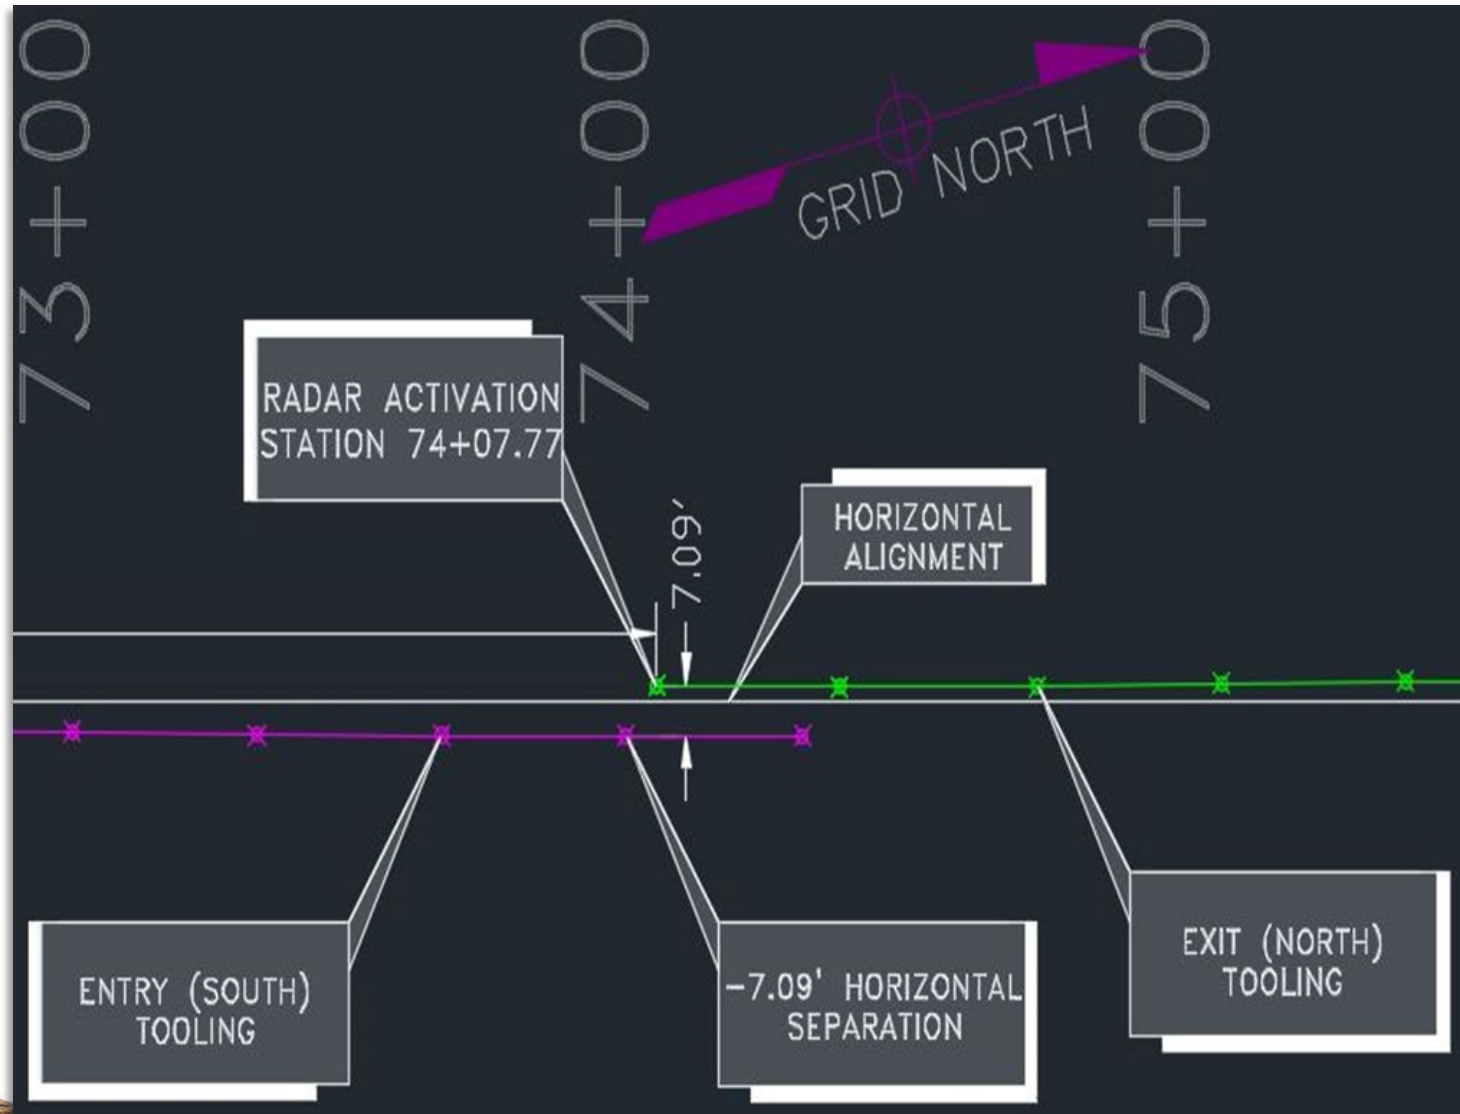 73+00
74+00
75+00
GRID NORTH
RADAR ACTIVATION
STATION 74+07.77
HORIZONTAL
ALIGNMENT
7.09'
ENTRY (SOUTH)
TOOLING
-7.09' HORIZONTAL
SEPARATION
EXIT (NORTH)
TOOLING